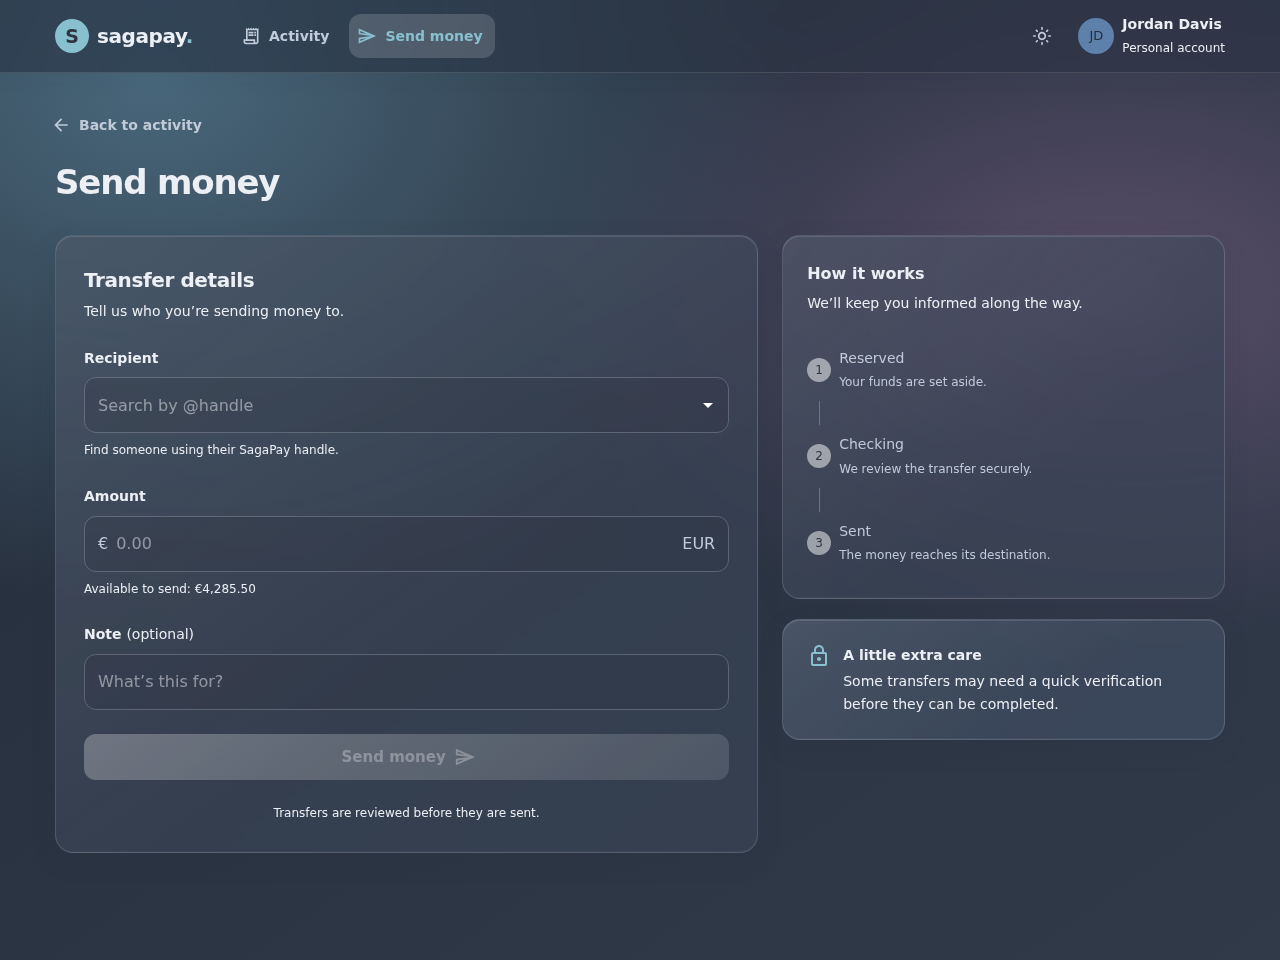 S sagapay.
Activity
Send money
JD
Jordan Davis
Personal account
Back to activity
Send money
Transfer details
Tell us who you’re sending money to.
Recipient
Search by @handle
Find someone using their SagaPay handle.
Amount
€ 0.00 EUR
Available to send: €4,285.50
Note (optional)
What’s this for?
Send money
Transfers are reviewed before they are sent.
How it works
We’ll keep you informed along the way.
1 Reserved
Your funds are set aside.
2 Checking
We review the transfer securely.
3 Sent
The money reaches its destination.
A little extra care
Some transfers may need a quick verification
before they can be completed.